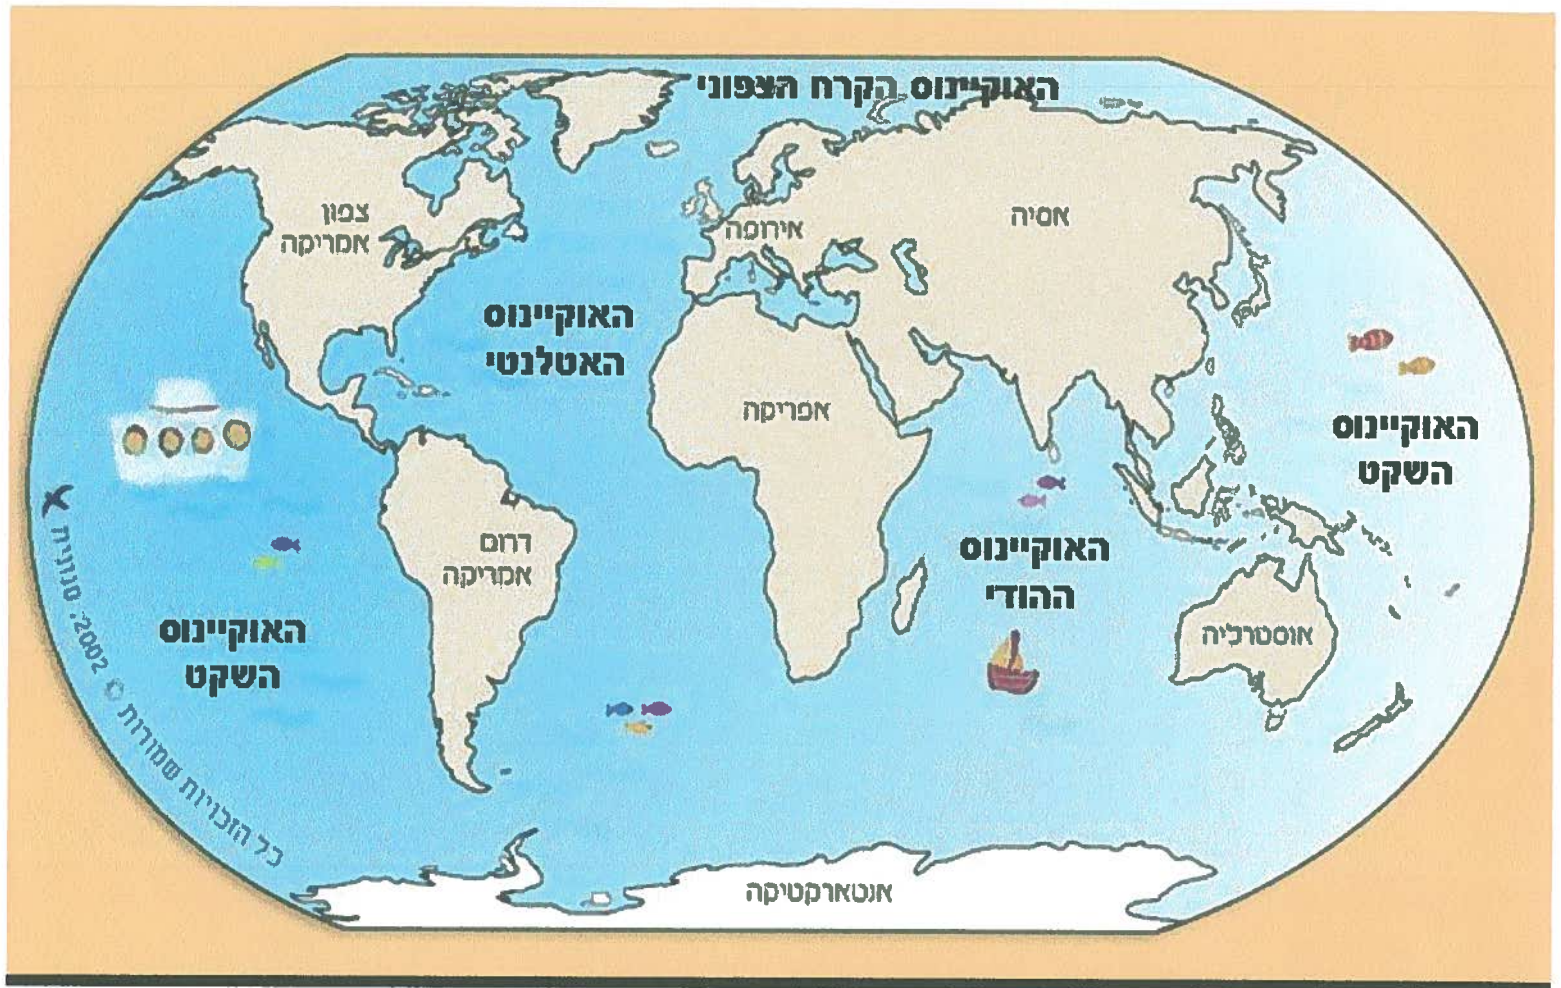 האוקיינוס הקרח הצפוני
צפון
אמריקה
אירופה
אסיה
האוקיינוס
האטלנטי
אפריקה
האוקיינוס
השקט
דרום
אמריקה
האוקיינוס
ההודי
אוסטרליה
האוקיינוס
השקט
אנטארקטיקה
כל הזכויות שמורות © 2002, סנונית